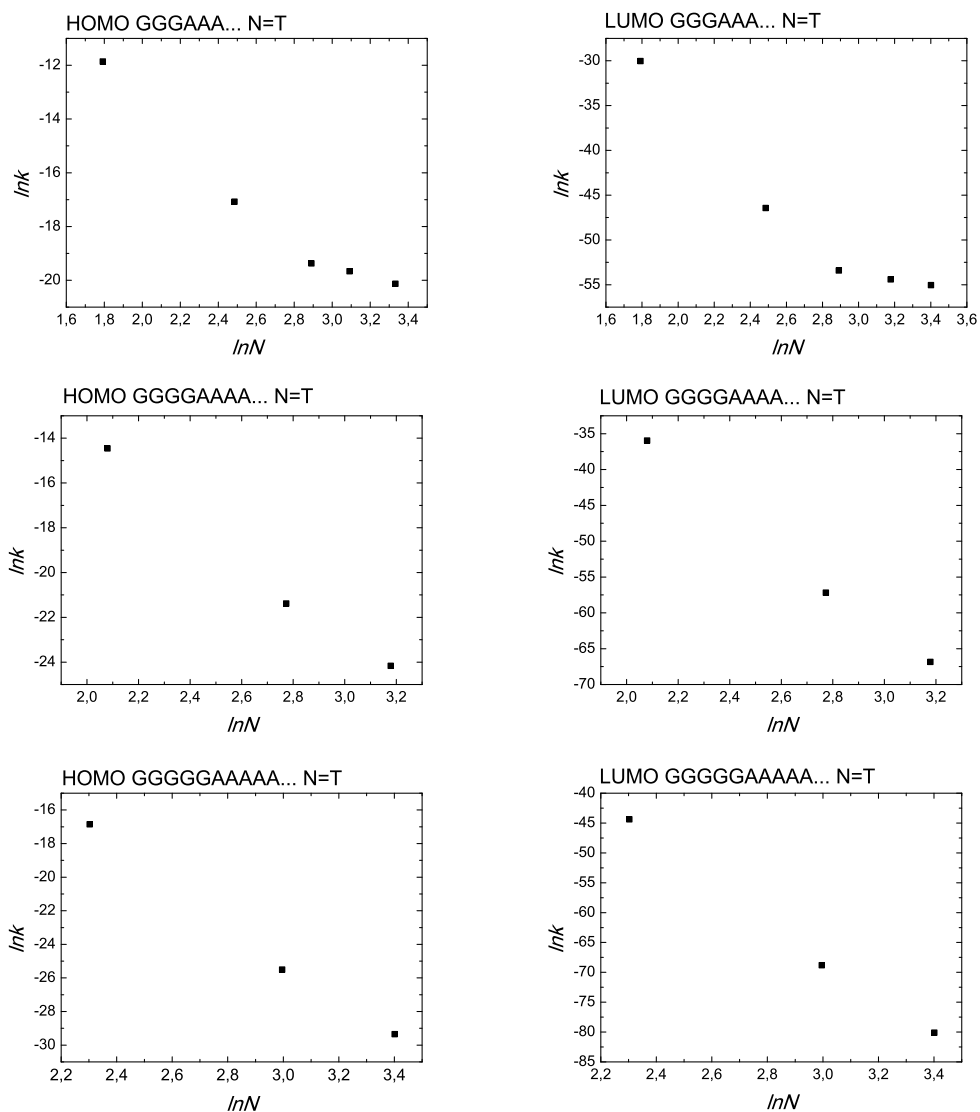 HOMO GGGAAA... N=T
-12
-14
-16
-18
-20
lnk
1,6 1,8 2,0 2,2 2,4 2,6 2,8 3,0 3,2 3,4
lnN
LUMO GGGAAA... N=T
-30
-35
-40
-45
-50
-55
lnk
1,6 1,8 2,0 2,2 2,4 2,6 2,8 3,0 3,2 3,4 3,6
lnN
HOMO GGGGAAAA... N=T
-14
-16
-18
-20
-22
-24
lnk
2,0 2,2 2,4 2,6 2,8 3,0 3,2
lnN
LUMO GGGGAAAA... N=T
-35
-40
-45
-50
-55
-60
-65
-70
lnk
2,0 2,2 2,4 2,6 2,8 3,0 3,2
lnN
HOMO GGGGGAAAAA... N=T
-16
-18
-20
-22
-24
-26
-28
-30
lnk
2,2 2,4 2,6 2,8 3,0 3,2 3,4
lnN
LUMO GGGGGAAAAA... N=T
-40
-45
-50
-55
-60
-65
-70
-75
-80
-85
lnk
2,2 2,4 2,6 2,8 3,0 3,2 3,4
lnN